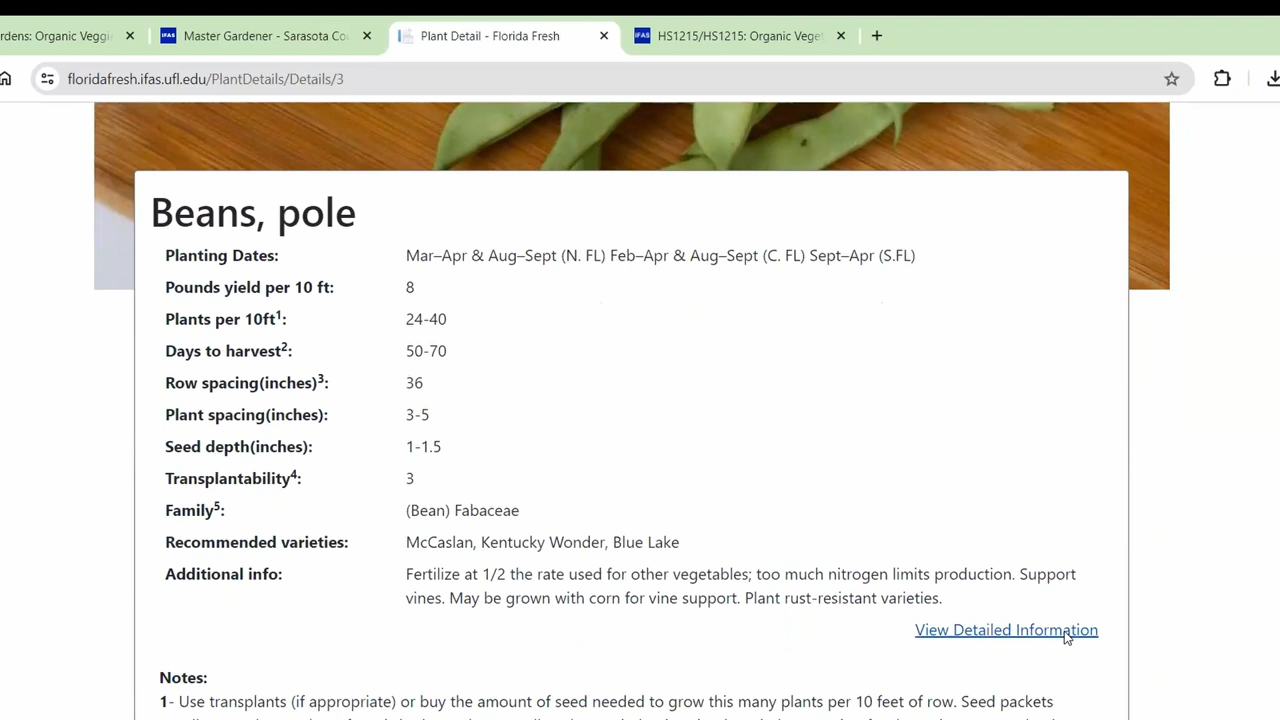 rdens: Organic Veggi
Master Gardener - Sarasota Co
Plant Detail - Florida Fresh
HS1215/HS1215: Organic Veget
floridafresh.ifas.ufl.edu/PlantDetails/Details/3
Beans, pole
Planting Dates: Mar–Apr & Aug–Sept (N. FL) Feb–Apr & Aug–Sept (C. FL) Sept–Apr (S.FL)
Pounds yield per 10 ft: 8
Plants per 10ft1: 24-40
Days to harvest2: 50-70
Row spacing(inches)3: 36
Plant spacing(inches): 3-5
Seed depth(inches): 1-1.5
Transplantability4: 3
Family5: (Bean) Fabaceae
Recommended varieties: McCaslan, Kentucky Wonder, Blue Lake
Additional info: Fertilize at 1/2 the rate used for other vegetables; too much nitrogen limits production. Support
vines. May be grown with corn for vine support. Plant rust-resistant varieties.
View Detailed Information
Notes:
1- Use transplants (if appropriate) or buy the amount of seed needed to grow this many plants per 10 feet of row. Seed packets